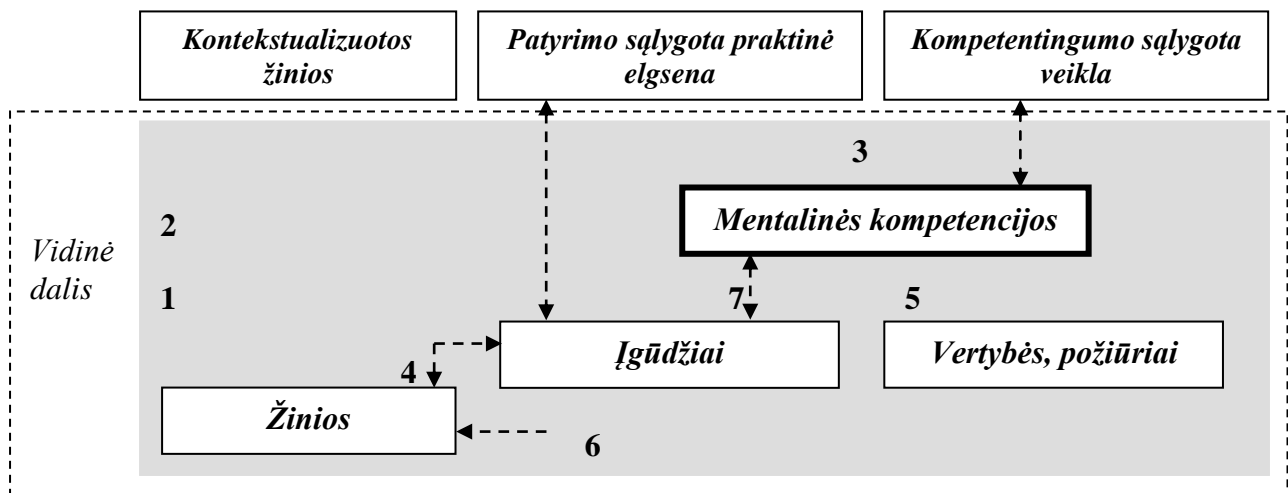 Kontekstualizuotos
žinios
Patyrimo sąlygota praktinė
elgsena
Kompetentingumo sąlygota
veikla
3
Mentalinės kompetencijos
2
Vidinė
dalis
1
7
5
Įgūdžiai
Vertybės, požiūriai
4
Žinios
6